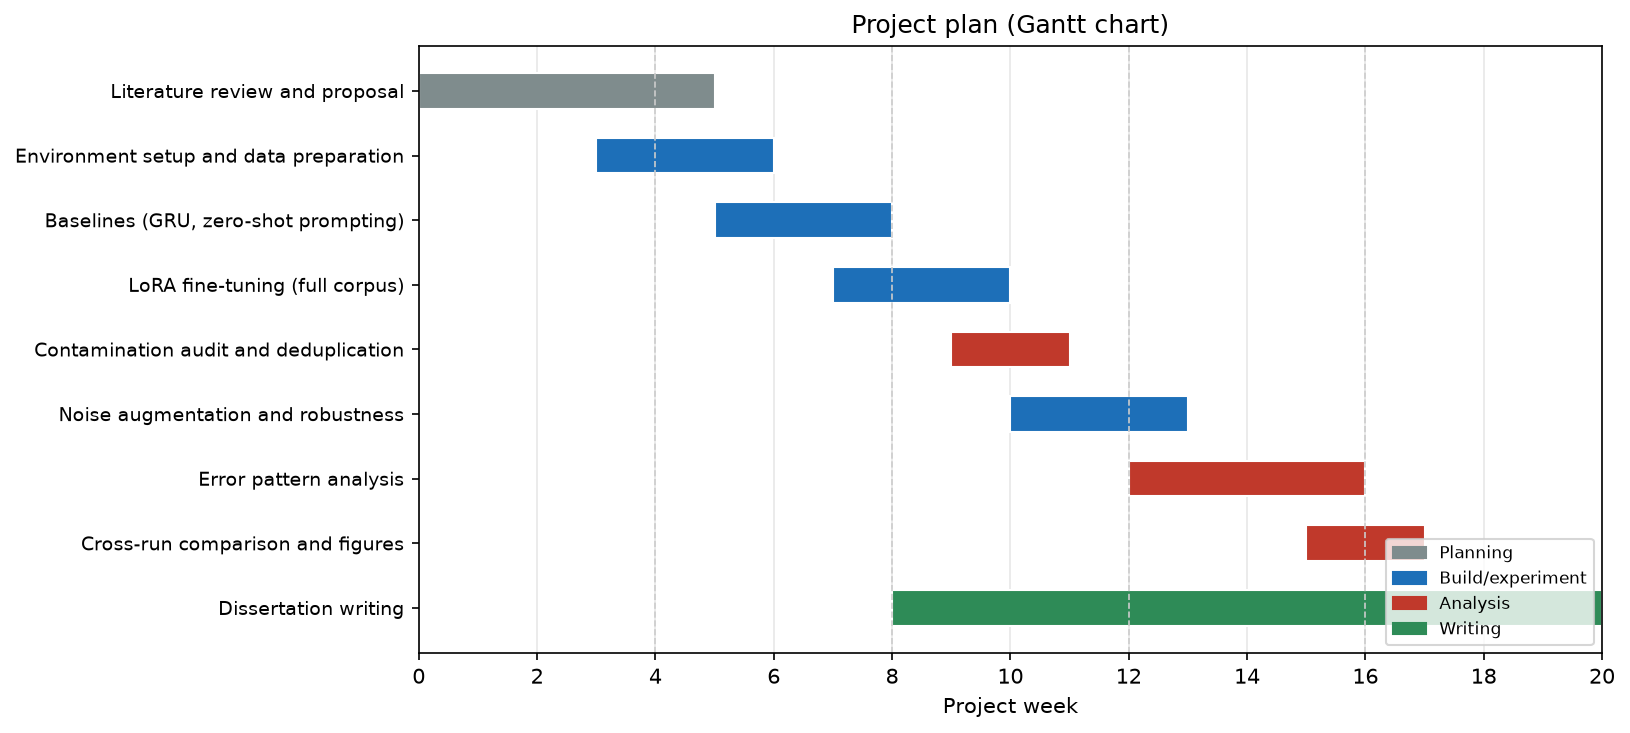 Project plan (Gantt chart)
Literature review and proposal
Environment setup and data preparation
Baselines (GRU, zero-shot prompting)
LoRA fine-tuning (full corpus)
Contamination audit and deduplication
Noise augmentation and robustness
Error pattern analysis
Cross-run comparison and figures
Dissertation writing
Planning
Build/experiment
Analysis
Writing
0 2 4 6 8 10 12 14 16 18 20
Project week